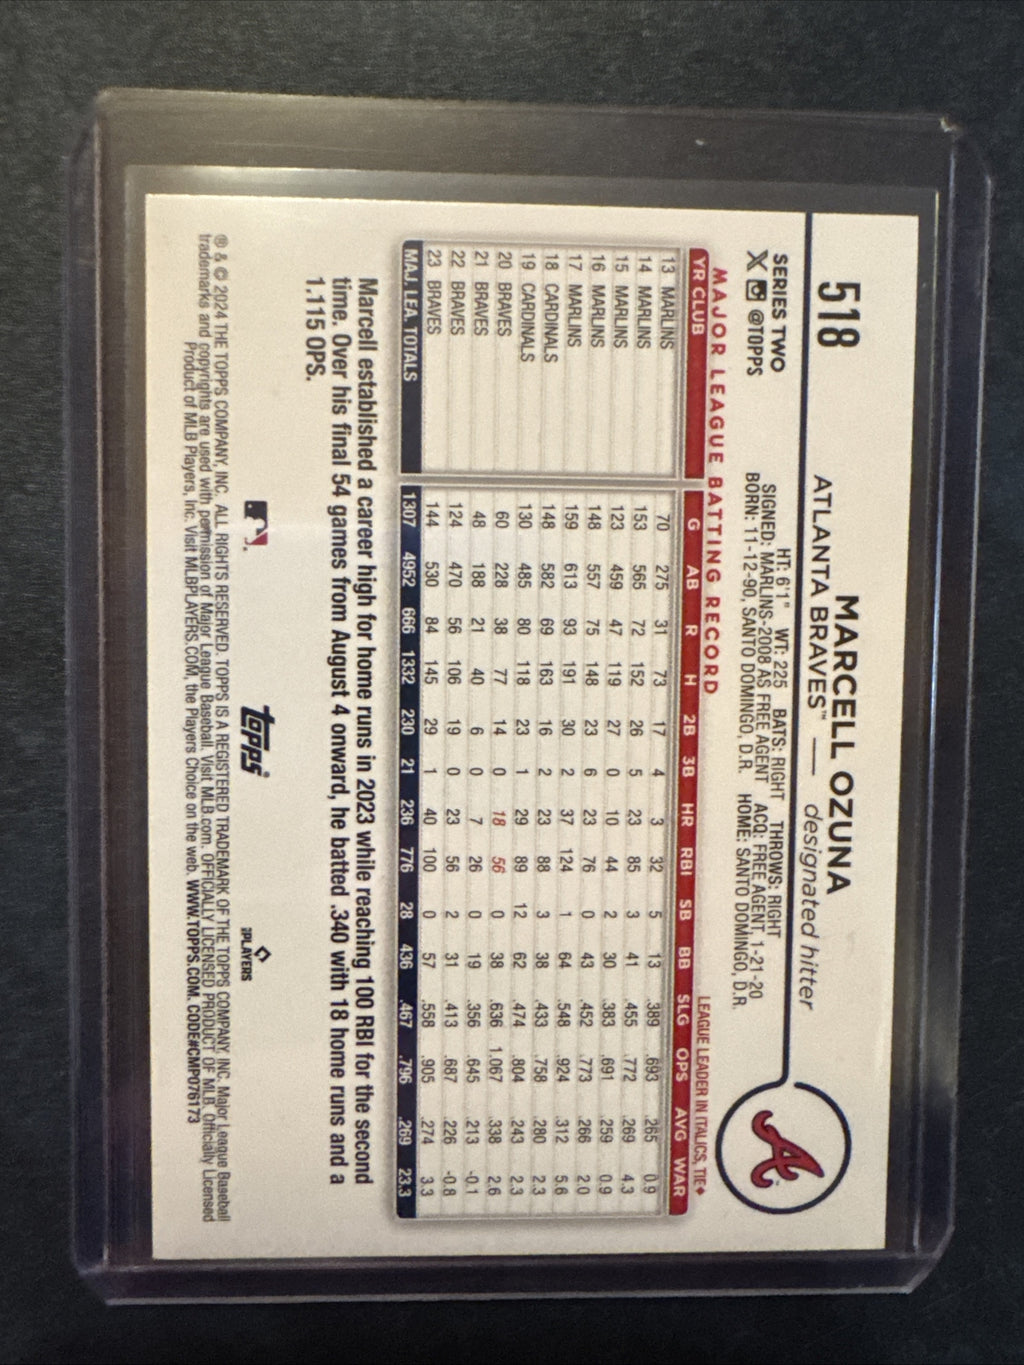 518
MARCELL OZUNA
ATLANTA BRAVES™ — designated hitter
SERIES TWO
X @TOPPS
HT: 6'1" WT: 225 BATS: RIGHT THROWS: RIGHT
SIGNED: MARLINS-2008 AS FREE AGENT ACQ: FREE AGENT, 1-21-20
BORN: 11-12-90, SANTO DOMINGO, D.R. HOME: SANTO DOMINGO, D.R.
A
MAJOR LEAGUE BATTING RECORD
LEAGUE LEADER IN ITALICS, TIE♦
YR CLUB G AB R H 2B 3B HR RBI SB BB SLG OPS AVG WAR
13 MARLINS 70 275 31 73 17 4 3 32 5 13 .389 .693 .265 0.9
14 MARLINS 153 565 72 152 26 5 23 85 3 41 .455 .772 .269 4.3
15 MARLINS 123 459 47 119 27 0 10 44 2 30 .383 .691 .259 0.9
16 MARLINS 148 557 75 148 23 6 23 76 0 43 .452 .773 .266 2.0
17 MARLINS 159 613 93 191 30 2 37 124 1 64 .548 .924 .312 5.6
18 CARDINALS 148 582 69 163 16 2 23 88 3 38 .433 .758 .280 2.3
19 CARDINALS 130 485 80 118 23 1 29 89 12 62 .474 .804 .243 2.3
20 BRAVES 60 228 38 77 14 0 18 56 0 38 .636 1.067 .338 2.6
21 BRAVES 48 188 21 40 6 0 7 26 0 19 .356 .645 .213 -0.1
22 BRAVES 124 470 56 106 19 0 23 56 2 31 .413 .687 .226 -0.8
23 BRAVES 144 530 84 145 29 1 40 100 0 57 .558 .905 .274 3.3
MAJ. LEA. TOTALS 1307 4952 666 1332 230 21 236 776 28 436 .467 .796 .269 23.3
Marcell established a career high for home runs in 2023 while reaching 100 RBI for the second
time. Over his final 54 games from August 4 onward, he batted .340 with 18 home runs and a
1.115 OPS.
topps
PLAYERS
® & © 2024 THE TOPPS COMPANY, INC. ALL RIGHTS RESERVED. TOPPS IS A REGISTERED TRADEMARK OF THE TOPPS COMPANY, INC. Major League Baseball
trademarks and copyrights are used with permission of Major League Baseball. Visit MLB.com. OFFICIALLY LICENSED PRODUCT OF MLB Officially Licensed
Product of MLB Players, Inc. Visit MLBPLAYERS.COM, the Players Choice on the web. WWW.TOPPS.COM. CODE#CMP076173